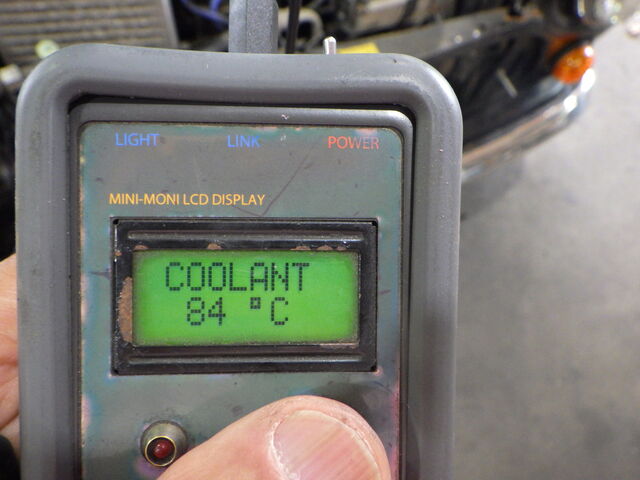 LIGHT LINK POWER
MINI-MONI LCD DISPLAY
COOLANT
84 °C